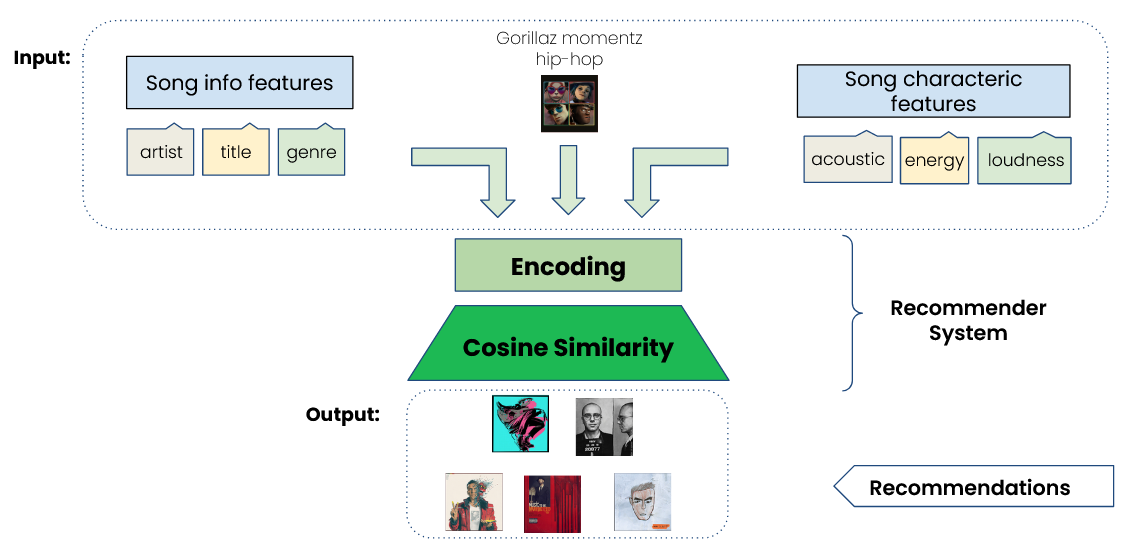 Input:
Song info features
artist
title
genre
Gorillaz momentz
hip-hop
Song characteric
features
acoustic
energy
loudness
Encoding
Cosine Similarity
Recommender
System
Output:
20877
Recommendations